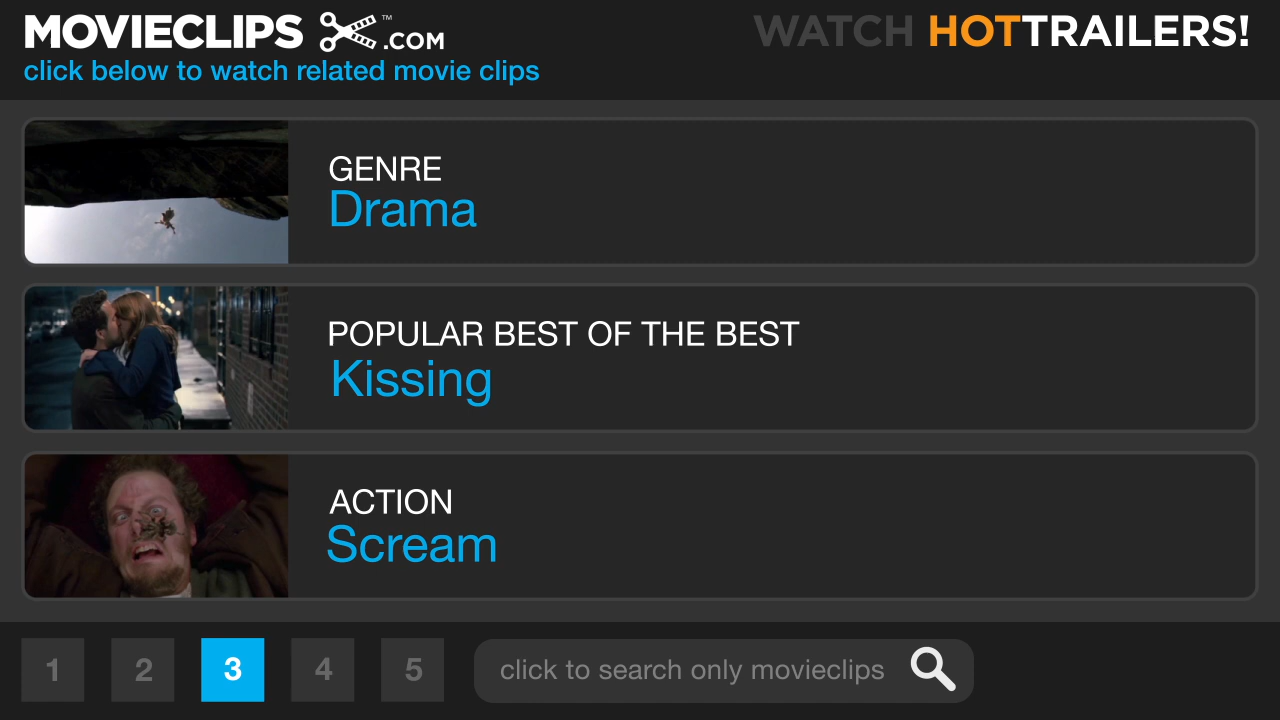 MOVIECLIPS ™.COM
WATCH HOTTRAILERS!
click below to watch related movie clips
GENRE
Drama
POPULAR BEST OF THE BEST
Kissing
ACTION
Scream
1 2 3 4 5 click to search only movieclips